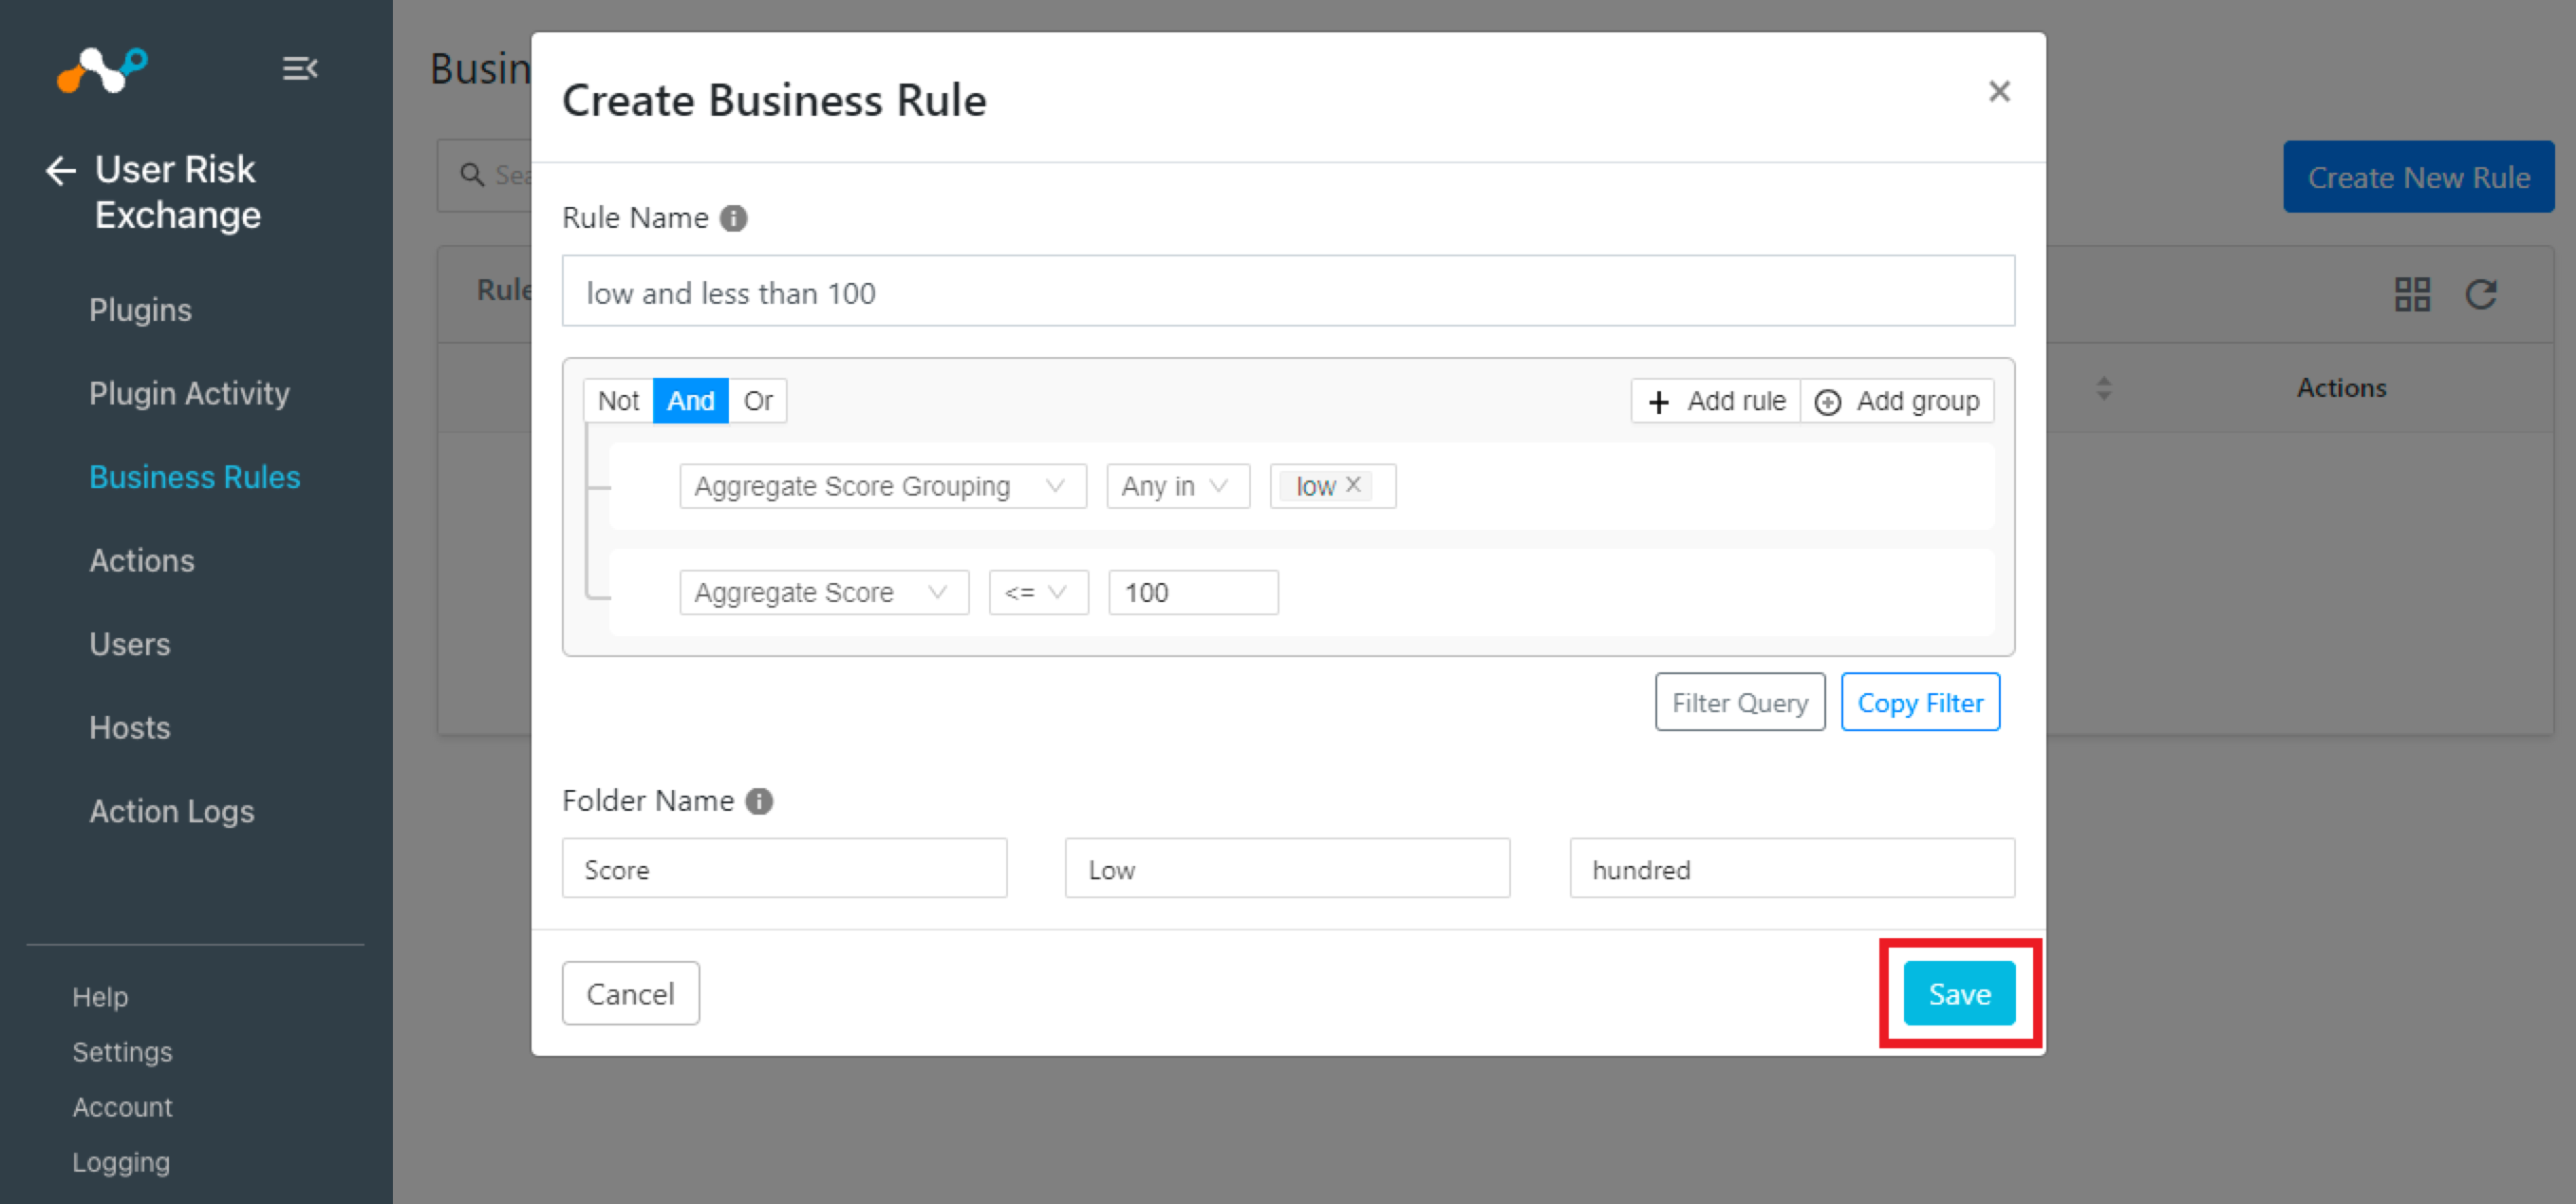 User Risk
Exchange
Plugins
Plugin Activity
Business Rules
Actions
Users
Hosts
Action Logs
Help
Settings
Account
Logging
Busin
Sea
Create New Rule
Rule
Actions
Create Business Rule
Rule Name
low and less than 100
Not And Or
+ Add rule Add group
Aggregate Score Grouping Any in low
Aggregate Score <= 100
Filter Query Copy Filter
Folder Name
Score Low hundred
Cancel Save